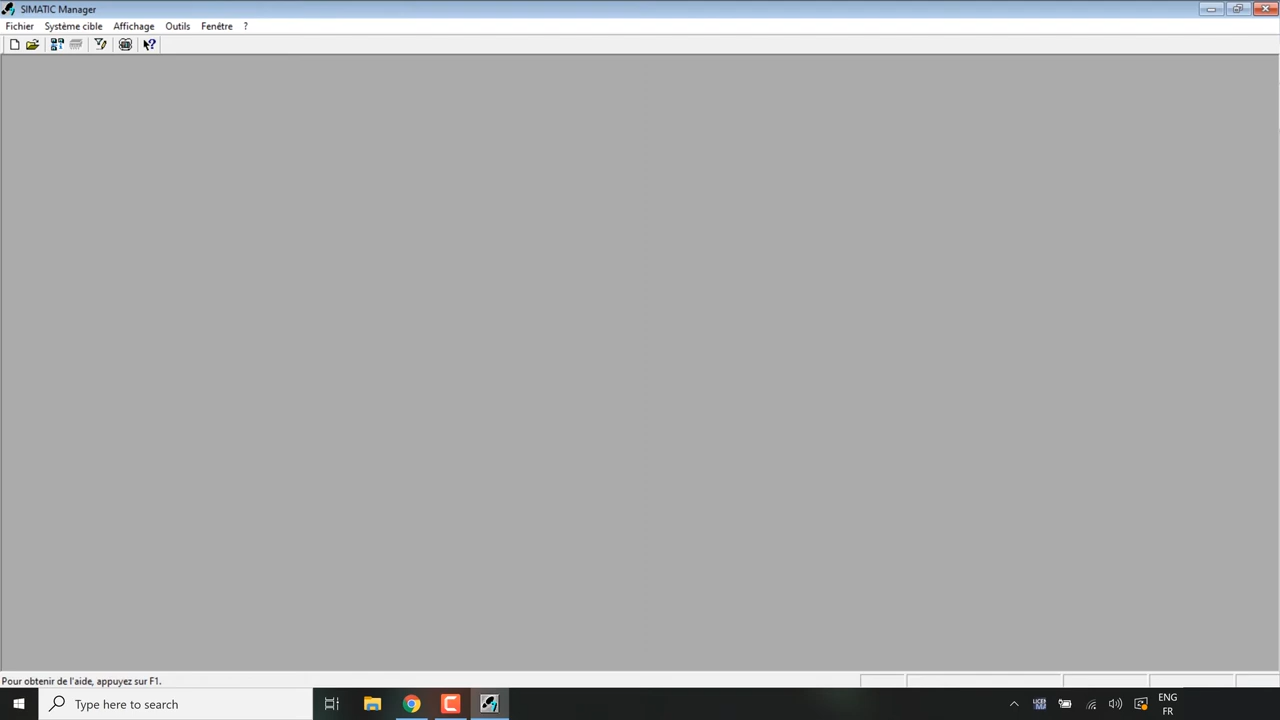 SIMATIC Manager
Fichier Système cible Affichage Outils Fenêtre ?
Pour obtenir de l'aide, appuyez sur F1.
Type here to search
ENG
FR